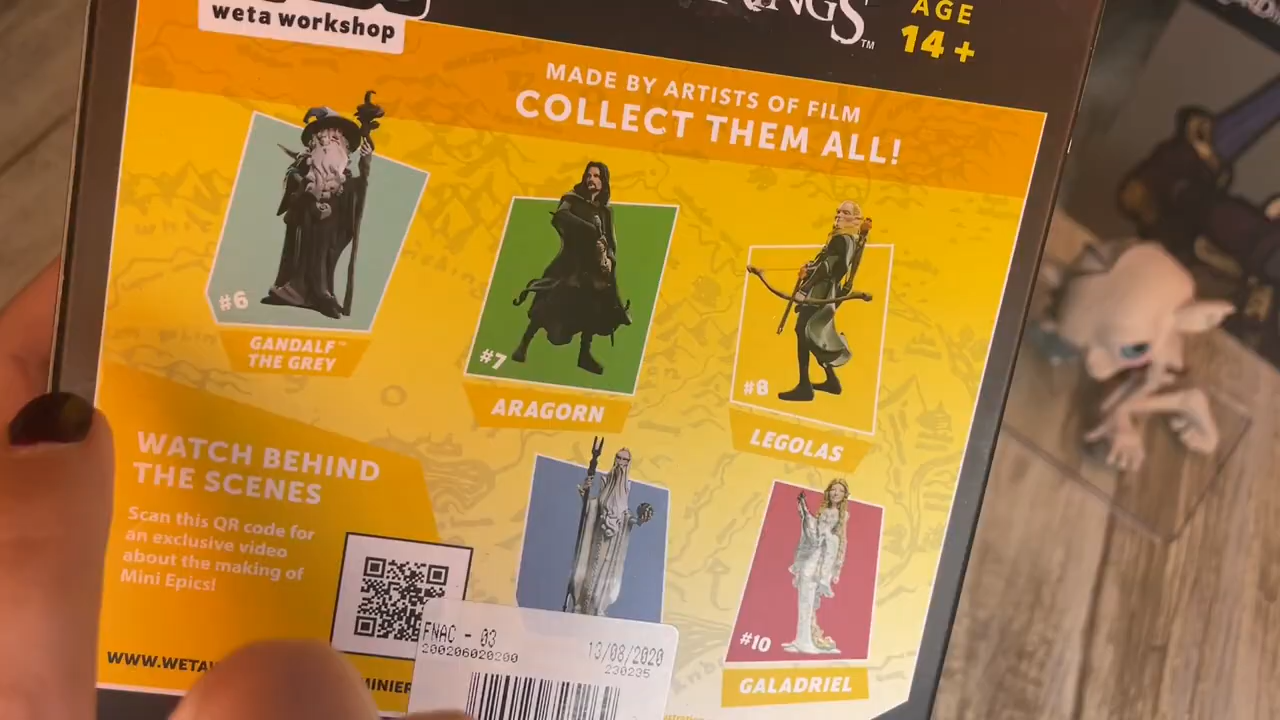 weta workshop
RINGS™
AGE
14+
MADE BY ARTISTS OF FILM
COLLECT THEM ALL!
#6
GANDALF™
THE GREY
#7
ARAGORN
#8
LEGOLAS
WATCH BEHIND
THE SCENES
Scan this QR code for
an exclusive video
about the making of
Mini Epics!
#10
GALADRIEL
FNAC - 03
200206020200
13/08/2020
230235
WWW.WETA
MINIEP